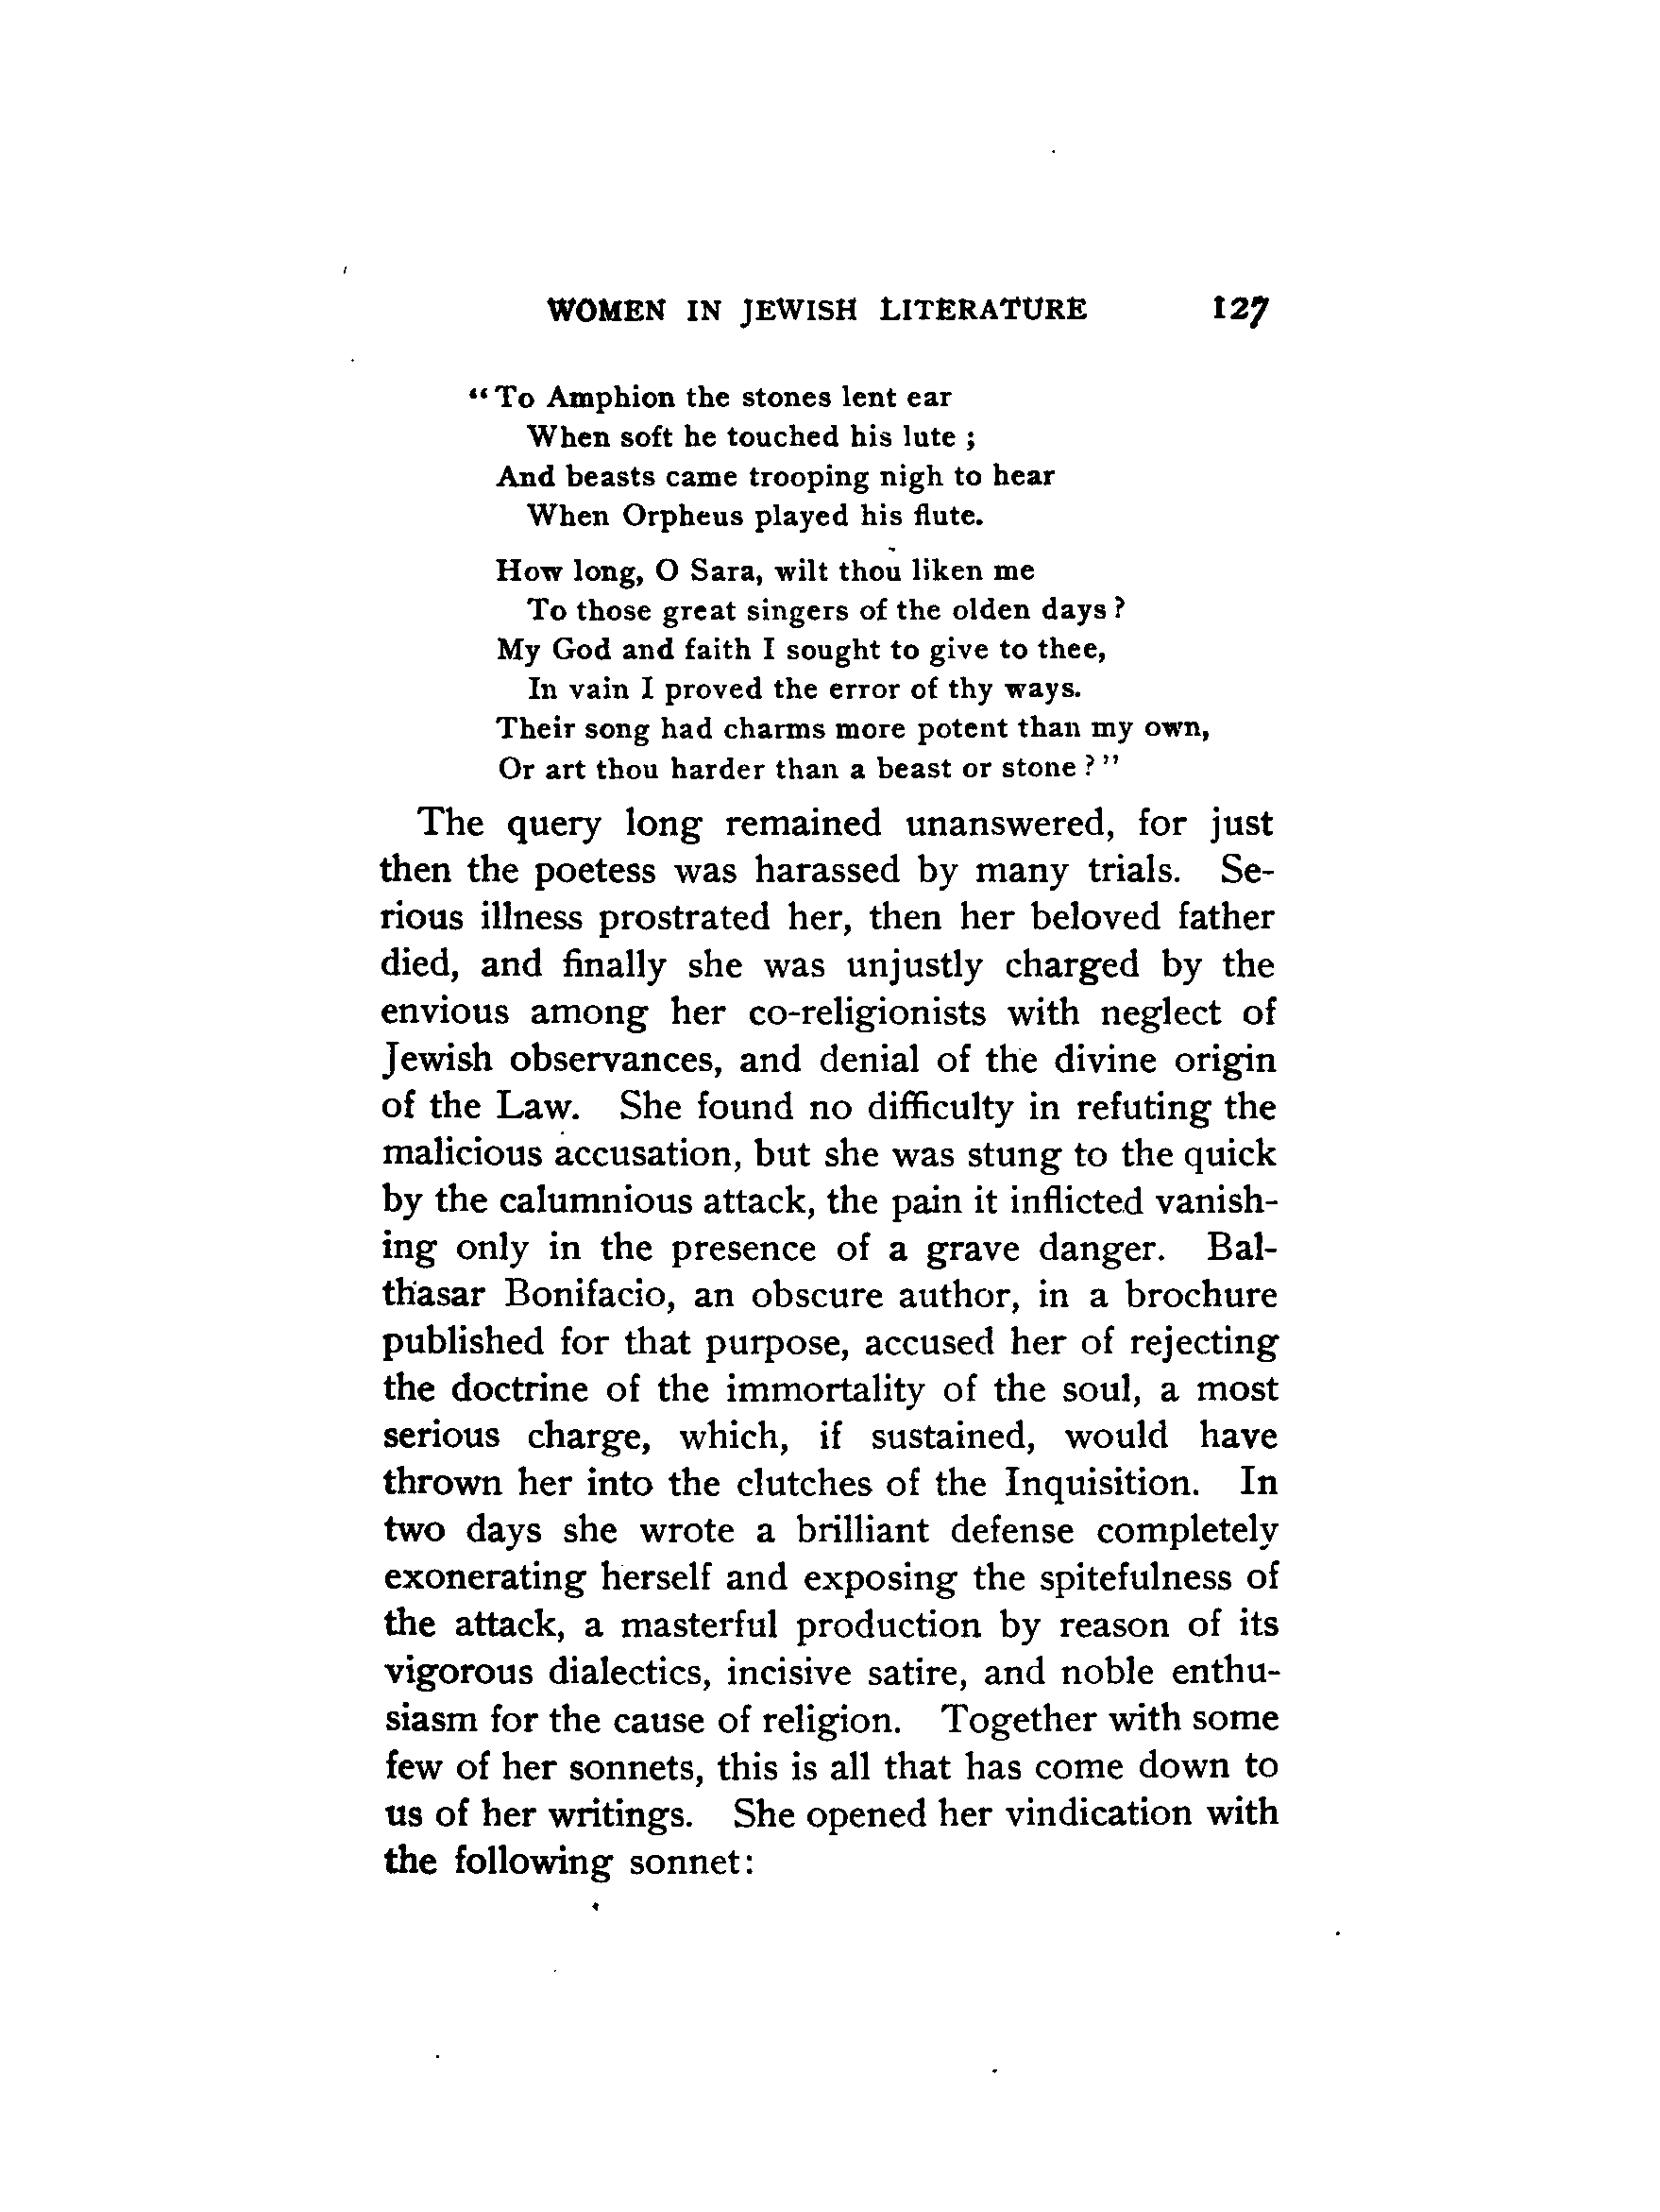 WOMEN IN JEWISH LITERATURE 127
“To Amphion the stones lent ear
When soft he touched his lute ;
And beasts came trooping nigh to hear
When Orpheus played his flute.
How long, O Sara, wilt thou liken me
To those great singers of the olden days ?
My God and faith I sought to give to thee,
In vain I proved the error of thy ways.
Their song had charms more potent than my own,
Or art thou harder than a beast or stone ? ”
The query long remained unanswered, for just
then the poetess was harassed by many trials. Se-
rious illness prostrated her, then her beloved father
died, and finally she was unjustly charged by the
envious among her co-religionists with neglect of
Jewish observances, and denial of the divine origin
of the Law. She found no difficulty in refuting the
malicious accusation, but she was stung to the quick
by the calumnious attack, the pain it inflicted vanish-
ing only in the presence of a grave danger. Bal-
thasar Bonifacio, an obscure author, in a brochure
published for that purpose, accused her of rejecting
the doctrine of the immortality of the soul, a most
serious charge, which, if sustained, would have
thrown her into the clutches of the Inquisition. In
two days she wrote a brilliant defense completely
exonerating herself and exposing the spitefulness of
the attack, a masterful production by reason of its
vigorous dialectics, incisive satire, and noble enthu-
siasm for the cause of religion. Together with some
few of her sonnets, this is all that has come down to
us of her writings. She opened her vindication with
the following sonnet: